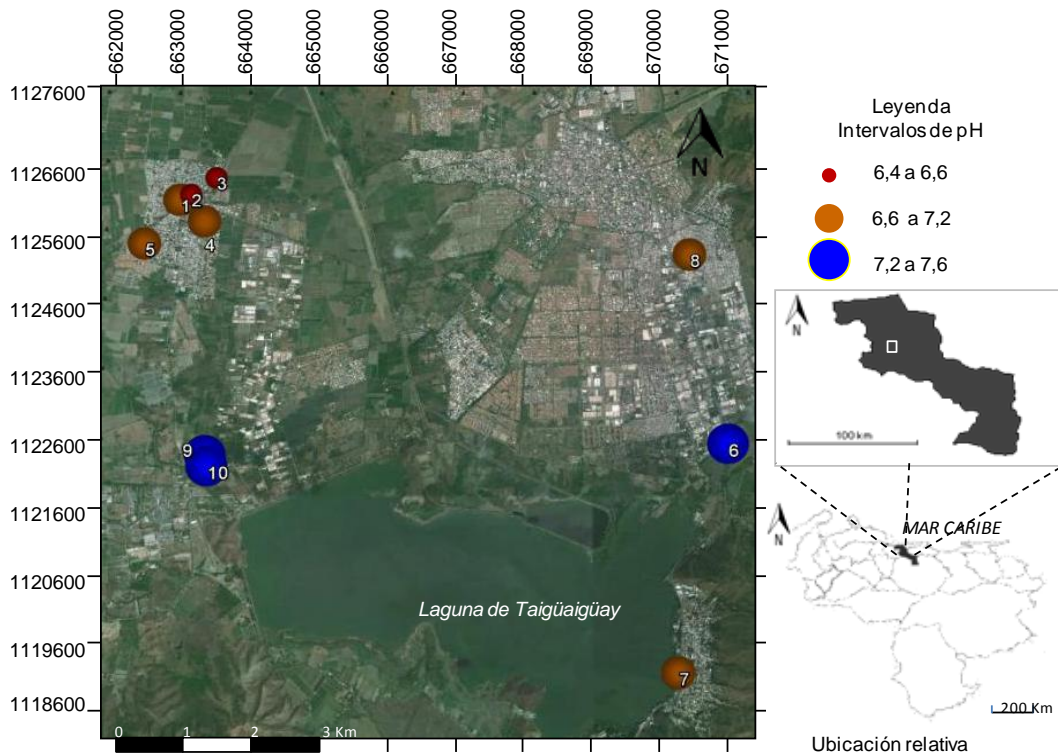 662000
663000
664000
665000
666000
667000
668000
669000
670000
671000
1127600
1126600
1125600
1124600
1123600
1122600
1121600
1120600
1119600
1118600
N
3
2
1
4
5
8
9
10
6
7
Laguna de Taigüaigüay
0 1 2 3 Km
Leyenda
Intervalos de pH
6,4 a 6,6
6,6 a 7,2
7,2 a 7,6
N
100 km
N
MAR CARIBE
200 Km
Ubicación relativa